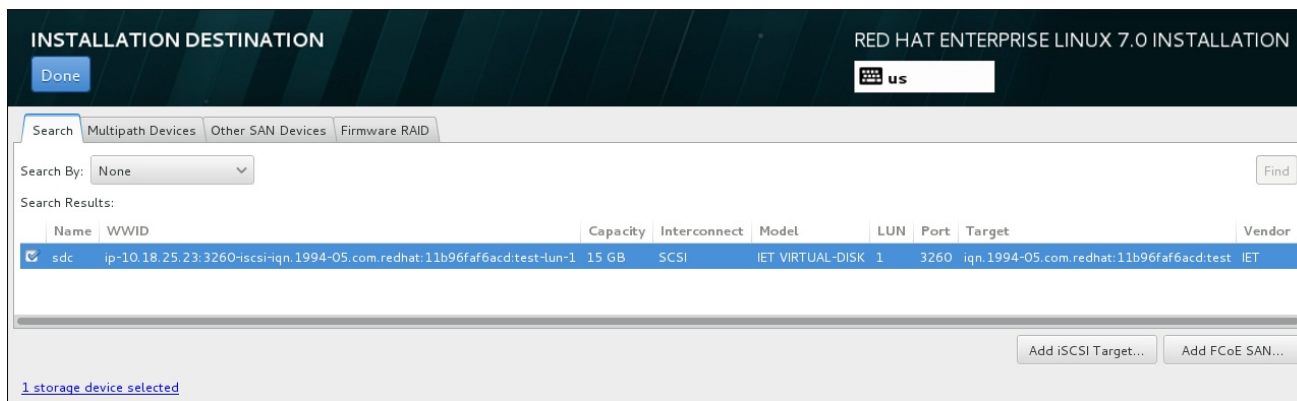 INSTALLATION DESTINATION
RED HAT ENTERPRISE LINUX 7.0 INSTALLATION
Done
us
Search Multipath Devices Other SAN Devices Firmware RAID
Search By: None Find
Search Results:
Name WWID Capacity Interconnect Model LUN Port Target Vendor
sdc ip-10.18.25.23:3260-iscsi-iqn.1994-05.com.redhat:11b96faf6acd:test-lun-1 15 GB SCSI IET VIRTUAL-DISK 1 3260 iqn.1994-05.com.redhat:11b96faf6acd:test IET
Add iSCSI Target... Add FCoE SAN...
1 storage device selected